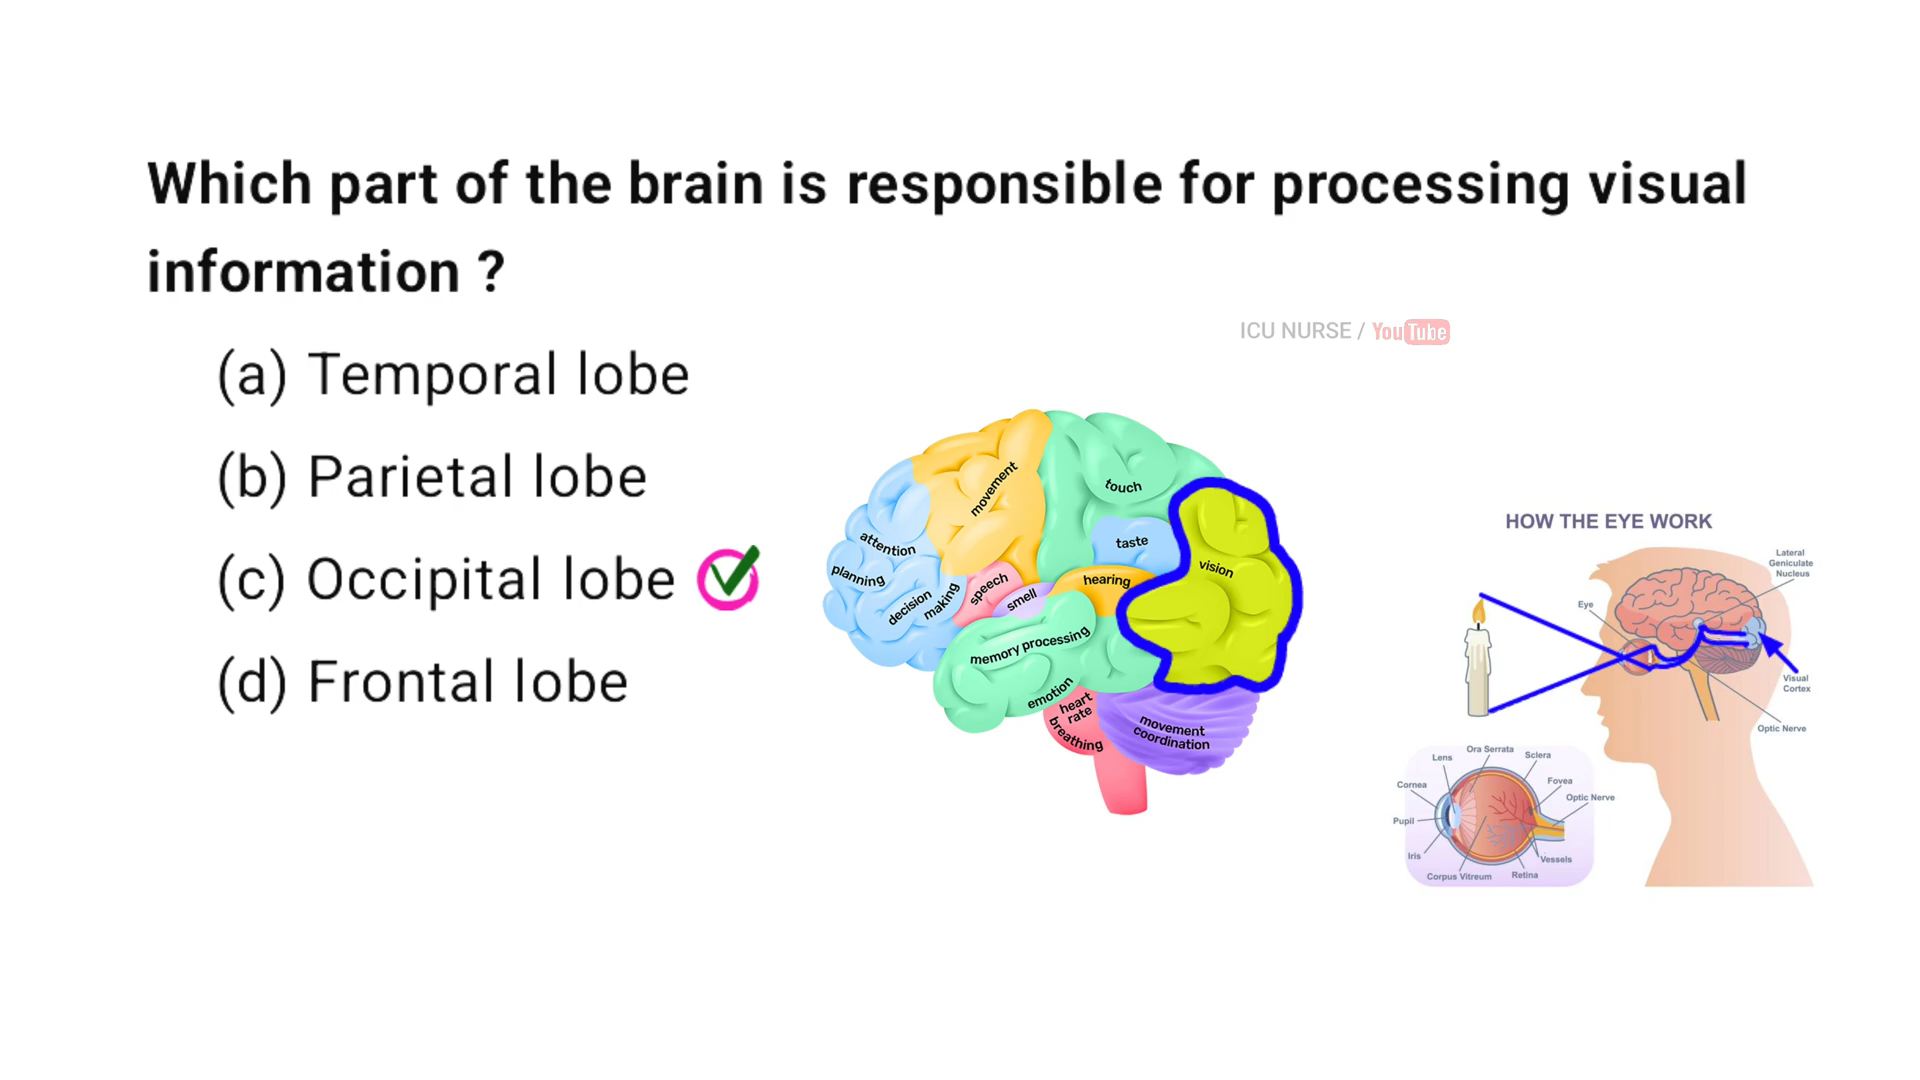 Which part of the brain is responsible for processing visual
information ?
(a) Temporal lobe
(b) Parietal lobe
(c) Occipital lobe
(d) Frontal lobe
ICU NURSE / YouTube
movement
touch
attention
taste
planning
vision
decision
making
speech
hearing
smell
memory processing
emotion
heart
rate
breathing
movement
coordination
HOW THE EYE WORK
Lateral
Geniculate
Nucleus
Eye
Visual
Cortex
Optic Nerve
Ora Serrata
Lens
Sclera
Cornea
Fovea
Optic Nerve
Pupil
Iris
Vessels
Corpus Vitreum
Retina